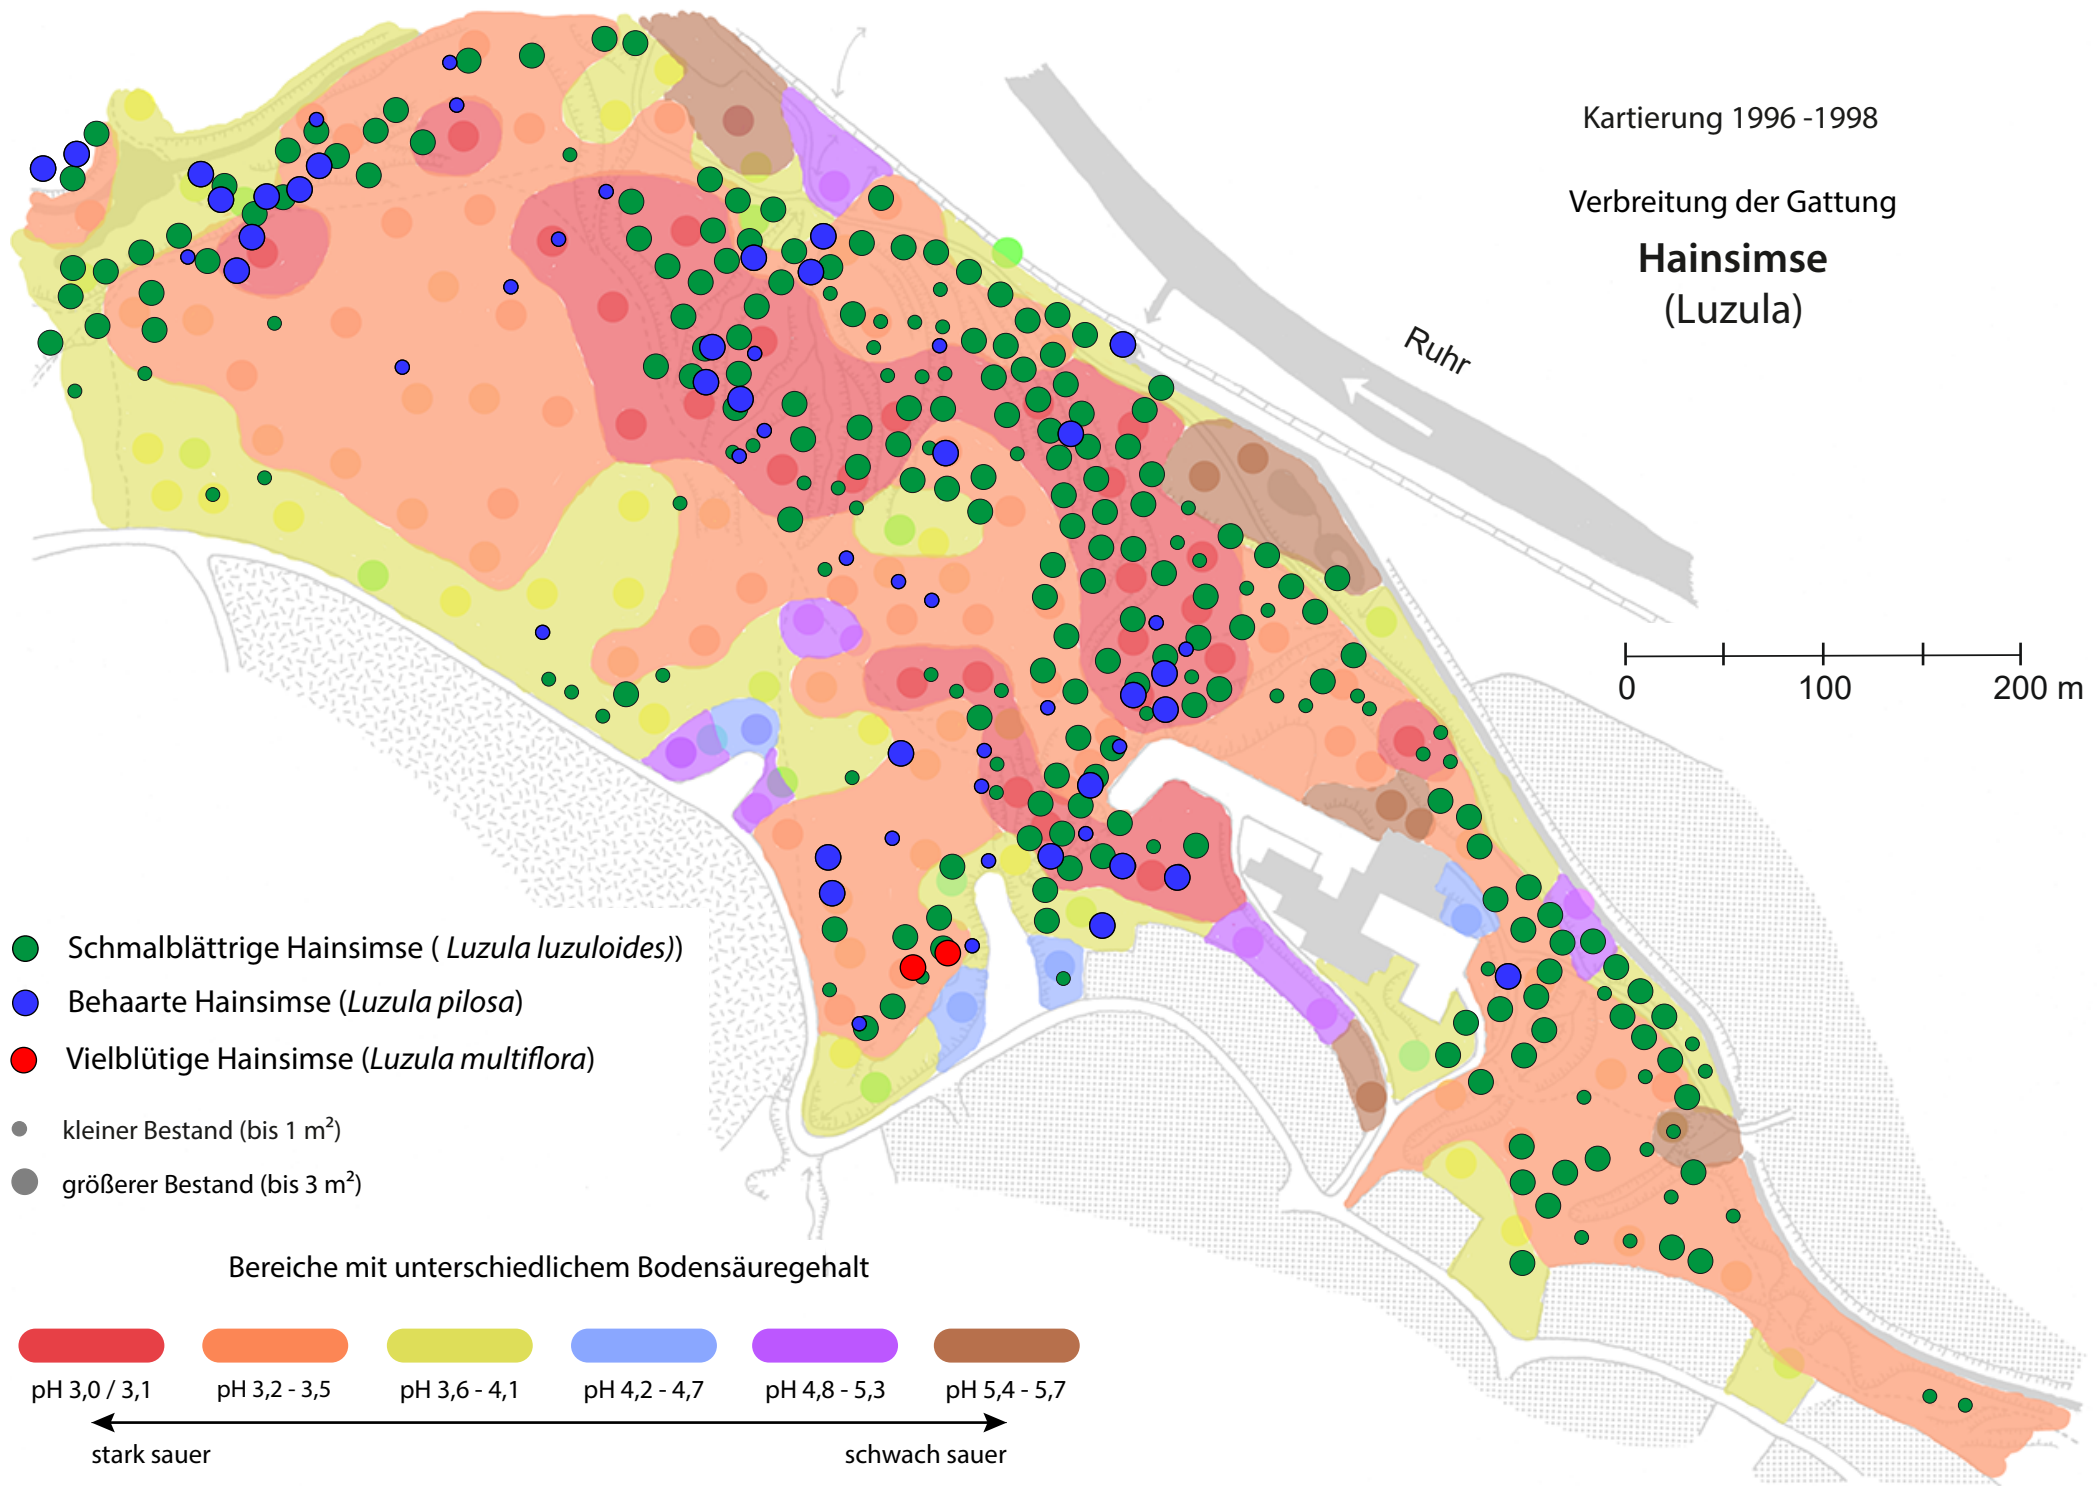 Kartierung 1996 -1998
Verbreitung der Gattung
Hainsimse
(Luzula)
Ruhr
0 100 200 m
Schmalblättrige Hainsimse ( Luzula luzuloides))
Behaarte Hainsimse (Luzula pilosa)
Vielblütige Hainsimse (Luzula multiflora)
kleiner Bestand (bis 1 m²)
größerer Bestand (bis 3 m²)
Bereiche mit unterschiedlichem Bodensäuregehalt
pH 3,0 / 3,1 pH 3,2 - 3,5 pH 3,6 - 4,1 pH 4,2 - 4,7 pH 4,8 - 5,3 pH 5,4 - 5,7
stark sauer schwach sauer